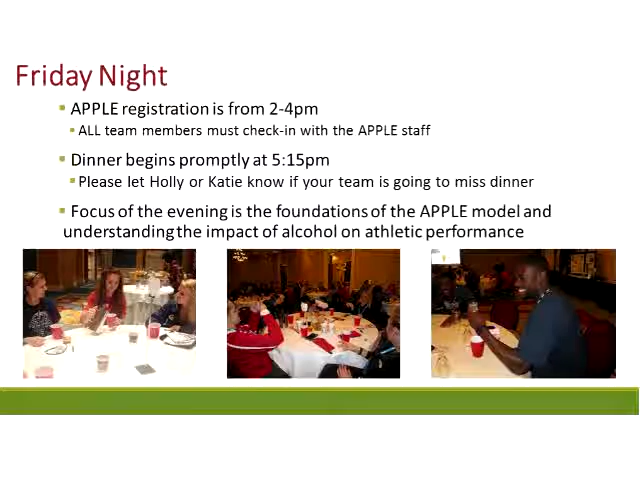 Friday Night
▪ APPLE registration is from 2-4pm
▪ ALL team members must check-in with the APPLE staff
▪ Dinner begins promptly at 5:15pm
▪ Please let Holly or Katie know if your team is going to miss dinner
▪ Focus of the evening is the foundations of the APPLE model and
understanding the impact of alcohol on athletic performance